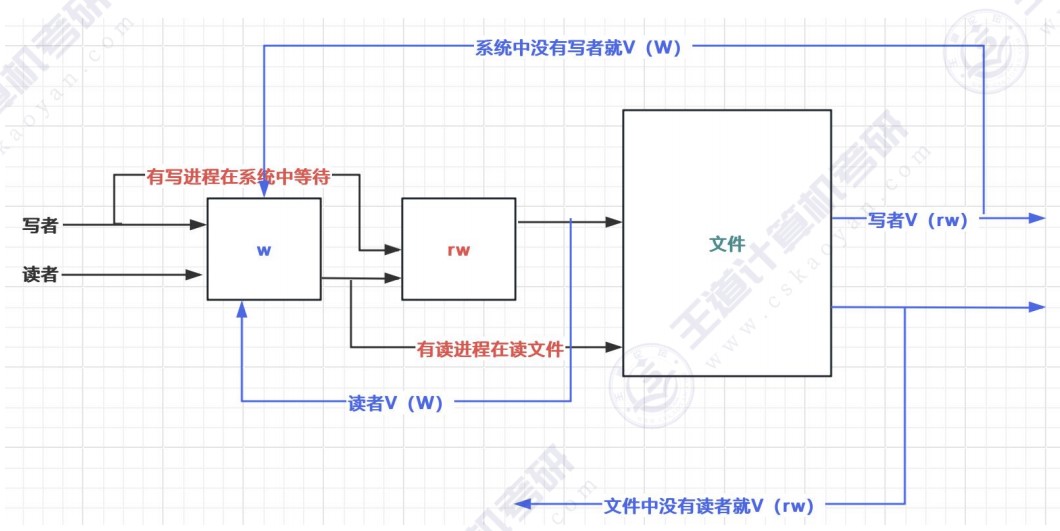 系统中没有写者就V（W）
有写进程在系统中等待
写者
w
rw
文件
写者V（rw）
读者
有读进程在读文件
读者V（W）
文件中没有读者就V（rw）
王道计算机考研
www.cskaoyan.com